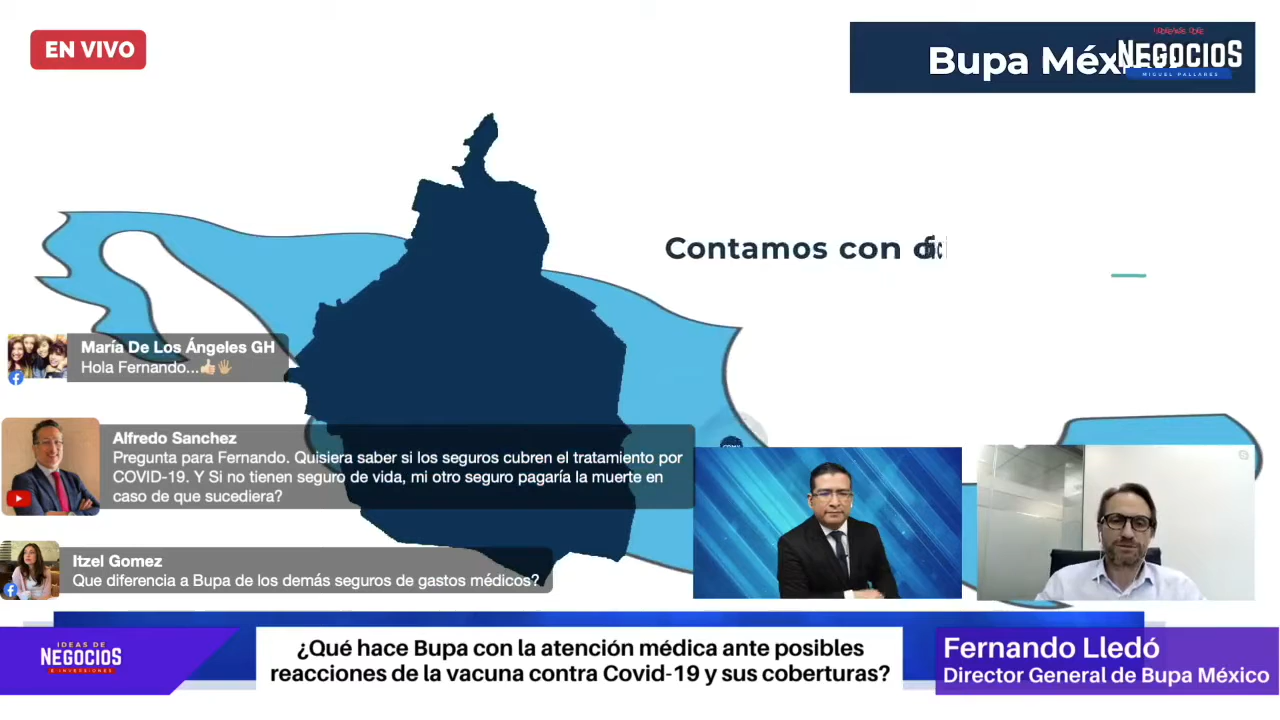 EN VIVO
Bupa México
IDEAS DE
NEGOCIOS
MIGUEL PALLARES
Contamos con
María De Los Ángeles GH
Hola Fernando...👍🏼🖐🏼
Alfredo Sanchez
Pregunta para Fernando. Quisiera saber si los seguros cubren el tratamiento por
COVID-19. Y Si no tienen seguro de vida, mi otro seguro pagaría la muerte en
caso de que sucediera?
Itzel Gomez
Que diferencia a Bupa de los demás seguros de gastos médicos?
IDEAS DE
NEGOCIOS
E INVERSIONES
¿Qué hace Bupa con la atención médica ante posibles
reacciones de la vacuna contra Covid-19 y sus coberturas?
Fernando Lledó
Director General de Bupa México